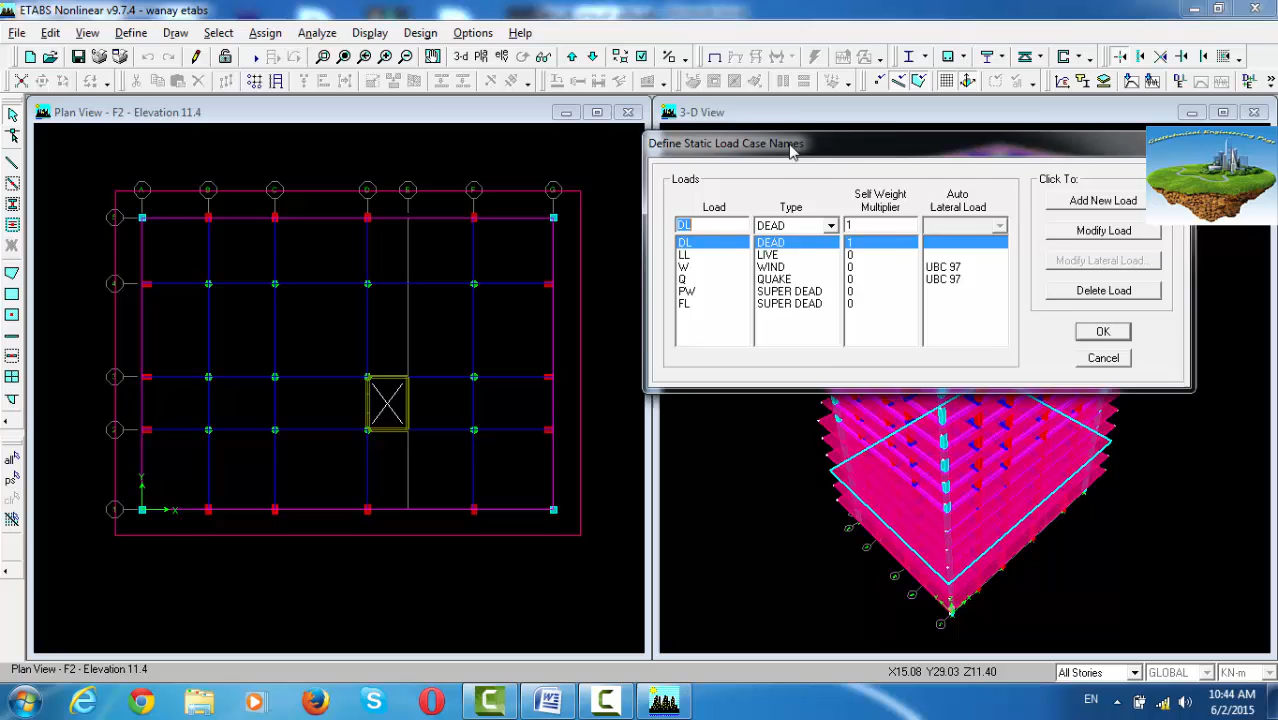 ETABS Nonlinear v9.7.4 - wanay etabs
File Edit View Define Draw Select Assign Analyze Display Design Options Help
3-d
Plan View - F2 - Elevation 11.4
3-D View
A B C D E F G
5
4
3
2
1
Y
X
Define Static Load Case Names
Loads
Click To:
Load Type Self Weight Multiplier Auto Lateral Load
DL DEAD 1
DL DEAD 1
LL LIVE 0
W WIND 0 UBC 97
Q QUAKE 0 UBC 97
PW SUPER DEAD 0
FL SUPER DEAD 0
Add New Load
Modify Load
Modify Lateral Load...
Delete Load
OK
Cancel
all
ps
clr
Plan View - F2 - Elevation 11.4
X15.08 Y29.03 Z11.40
All Stories
GLOBAL
KN-m
EN
10:44 AM
6/2/2015